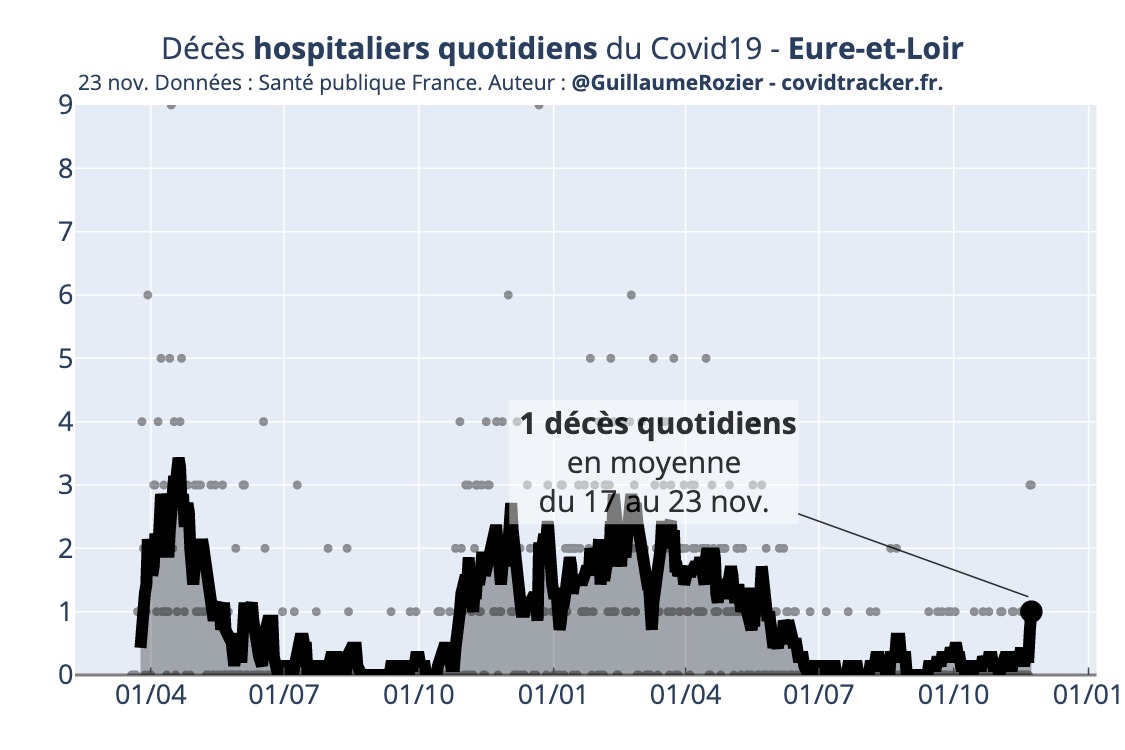 Décès hospitaliers quotidiens du Covid19 - Eure-et-Loir
23 nov. Données : Santé publique France. Auteur : @GuillaumeRozier - covidtracker.fr.
9
8
7
6
5
4
3
2
1
0
1 décès quotidiens
en moyenne
du 17 au 23 nov.
01/04 01/07 01/10 01/01 01/04 01/07 01/10 01/01